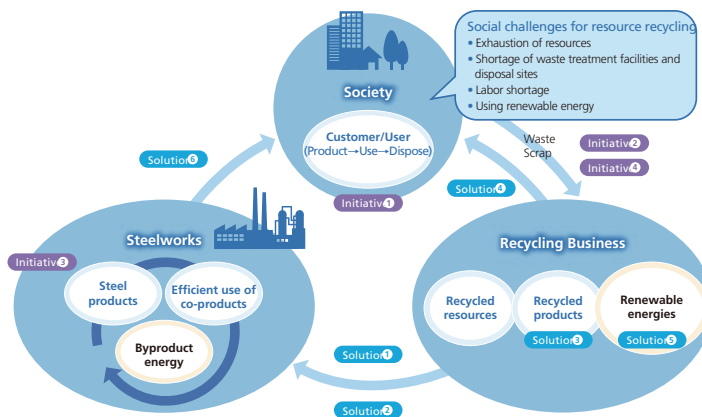 Social challenges for resource recycling
• Exhaustion of resources
• Shortage of waste treatment facilities and
disposal sites
• Labor shortage
• Using renewable energy
Society
Customer/User
(Product→Use→Dispose)
Initiative❶
Waste
Scrap
Initiative❷
Initiative❹
Solution❻
Solution❹
Steelworks
Initiative❸
Steel
products
Efficient use of
co-products
Byproduct
energy
Recycling Business
Recycled
resources
Recycled
products
Solution❸
Renewable
energies
Solution❺
Solution❶
Solution❷